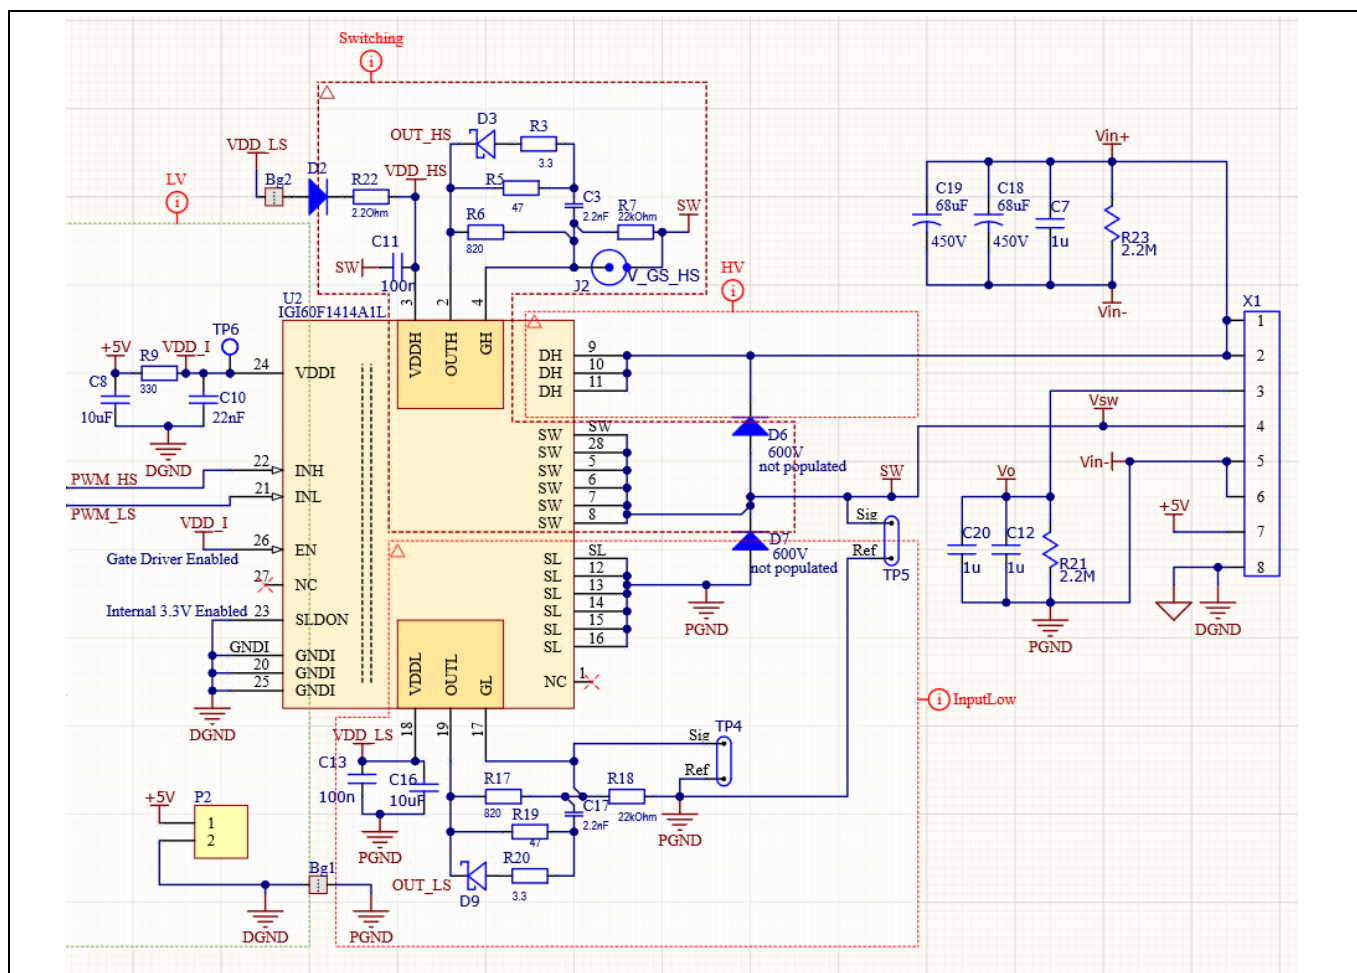 Switching
i
D3
R3
OUT_HS
3.3
VDD_LS
VDD_HS
D2
LV
i
Bg2
R22
2.2Ohm
R5
47
C3
2.2nF
R7
22kOhm
SW
R6
820
C11
SW
100n
J2
V_GS_HS
HV
i
Vin+
C19
68uF
450V
C18
68uF
450V
C7
1u
R23
2.2M
Vin-
X1
U2
IGI60F1414A1L
3
2
4
VDDH
OUTH
GH
TP6
+5V
R9
330
VDD_I
C8
10uF
C10
22nF
DGND
24
VDDI
DH
9
DH
10
DH
11
1
2
3
4
5
6
7
8
D6
600V
not populated
SW
SW
28
SW
5
SW
6
SW
7
SW
8
SW
Vsw
Vin-
Vo
PWM_HS
22
INH
PWM_LS
21
INL
VDD_I
26
EN
Gate Driver Enabled
27
NC
Internal 3.3V Enabled
23
SLDON
GNDI
GNDI
20
GNDI
25
GNDI
DGND
D7
600V
not populated
Sig
Ref
TP5
C20
1u
C12
1u
R21
2.2M
+5V
PGND
DGND
SL
SL
12
SL
13
SL
14
SL
15
SL
16
SL
PGND
NC
1
VDDL
OUTL
GL
18
19
17
InputLow
i
VDD_LS
C13
100n
C16
10uF
PGND
TP4
Sig
Ref
R17
820
R18
22kOhm
C17
2.2nF
R19
47
PGND
R20
3.3
OUT_LS
D9
+5V
P2
1
2
Bg1
DGND
PGND